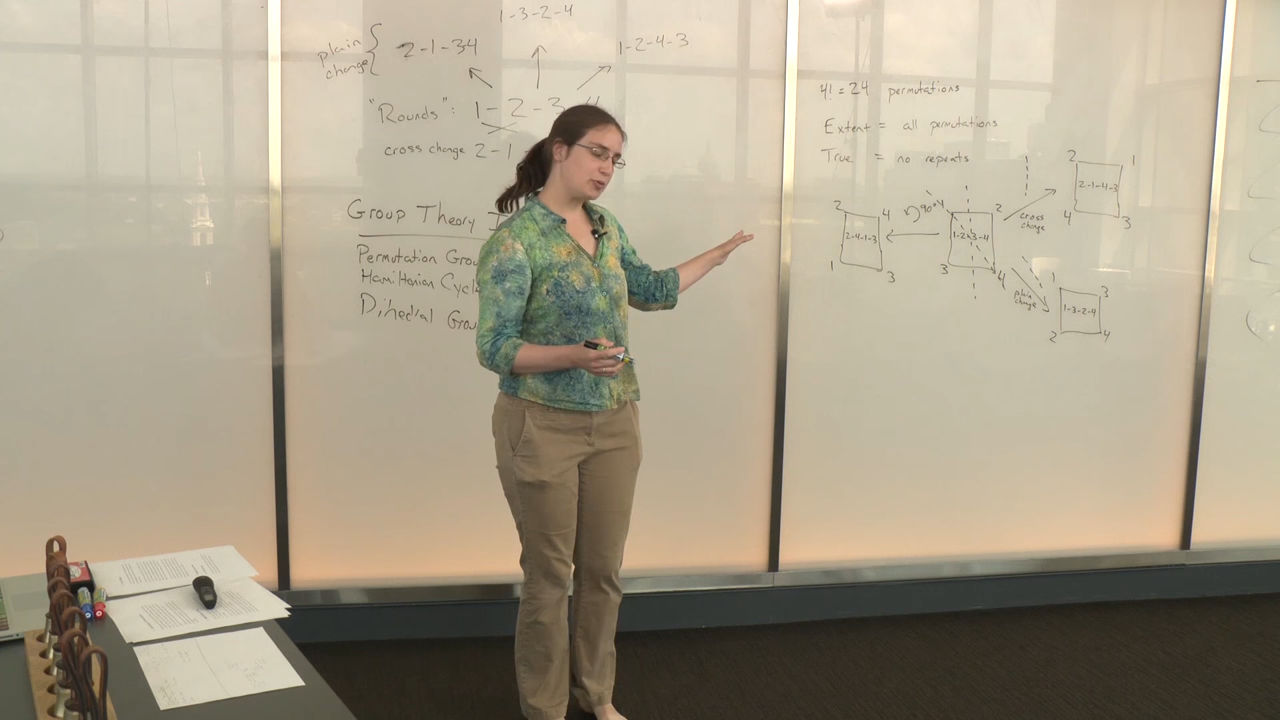 1-3-2-4
plain change
2-1-34
1-2-4-3
"Rounds": 1-2-3-4
cross change 2-1
Group Theory
Permutation Grou
Hamiltonian Cycle
Dihedral Grou
4! = 24 permutations
Extent = all permutations
True = no repeats
2 4
2-4-1-3
1 3
90°
4 2
1-2-3-4
3 4
cross change
2 1
2-1-4-3
4 3
plain change
1 3
1-3-2-4
2 4